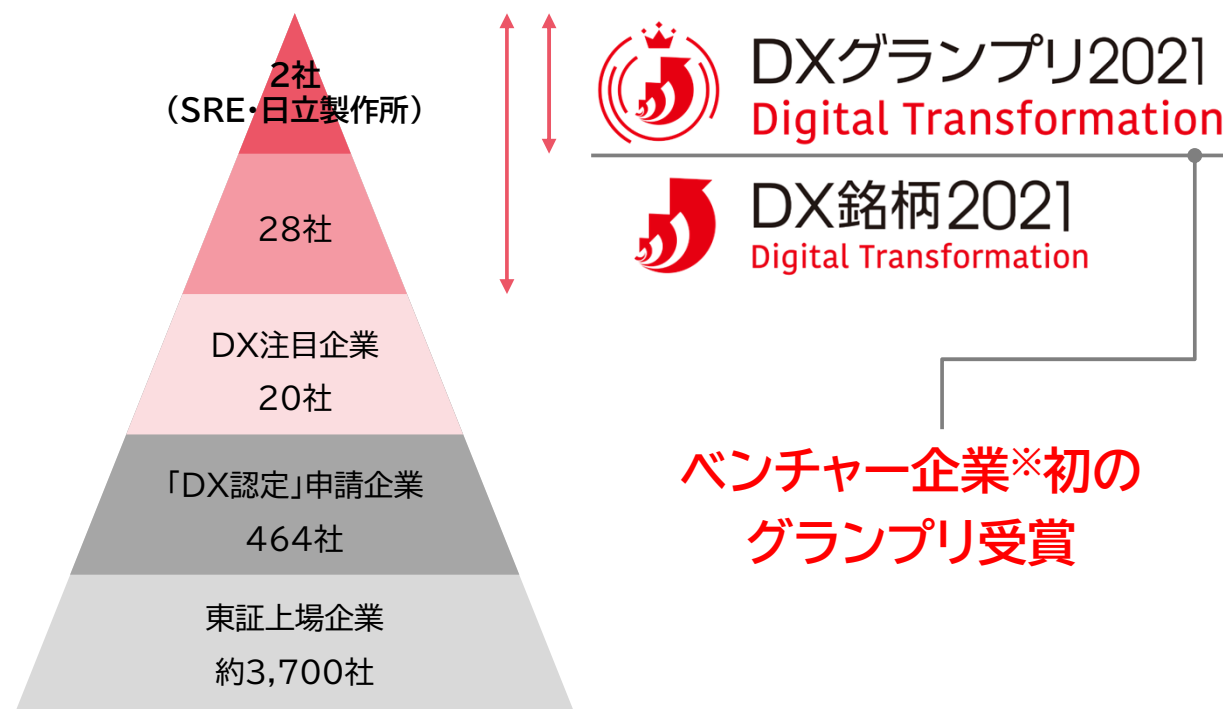 2社
（SRE・日立製作所）
28社
DX注目企業
20社
「DX認定」申請企業
464社
東証上場企業
約3,700社
DXグランプリ2021
Digital Transformation
DX銘柄2021
Digital Transformation
ベンチャー企業※初の
グランプリ受賞